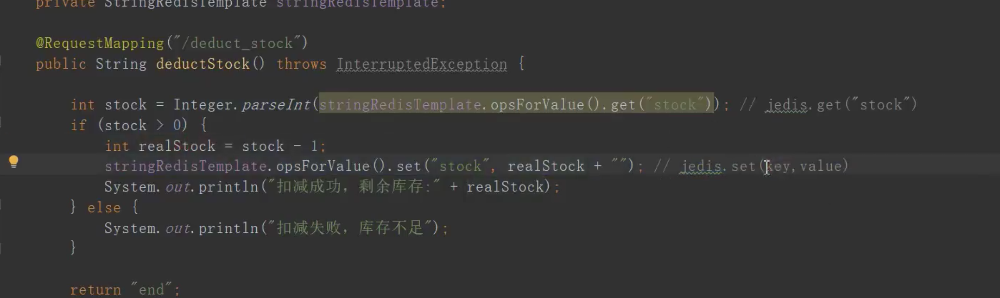 private StringRedisTemplate stringRedisTemplate;
@RequestMapping("/deduct_stock")
public String deductStock() throws InterruptedException {
int stock = Integer.parseInt(stringRedisTemplate.opsForValue().get("stock")); // jedis.get("stock")
if (stock > 0) {
int realStock = stock - 1;
stringRedisTemplate.opsForValue().set("stock", realStock + ""); // jedis.set(key,value)
System.out.println("扣减成功，剩余库存:" + realStock);
} else {
System.out.println("扣减失败，库存不足");
}
return "end";